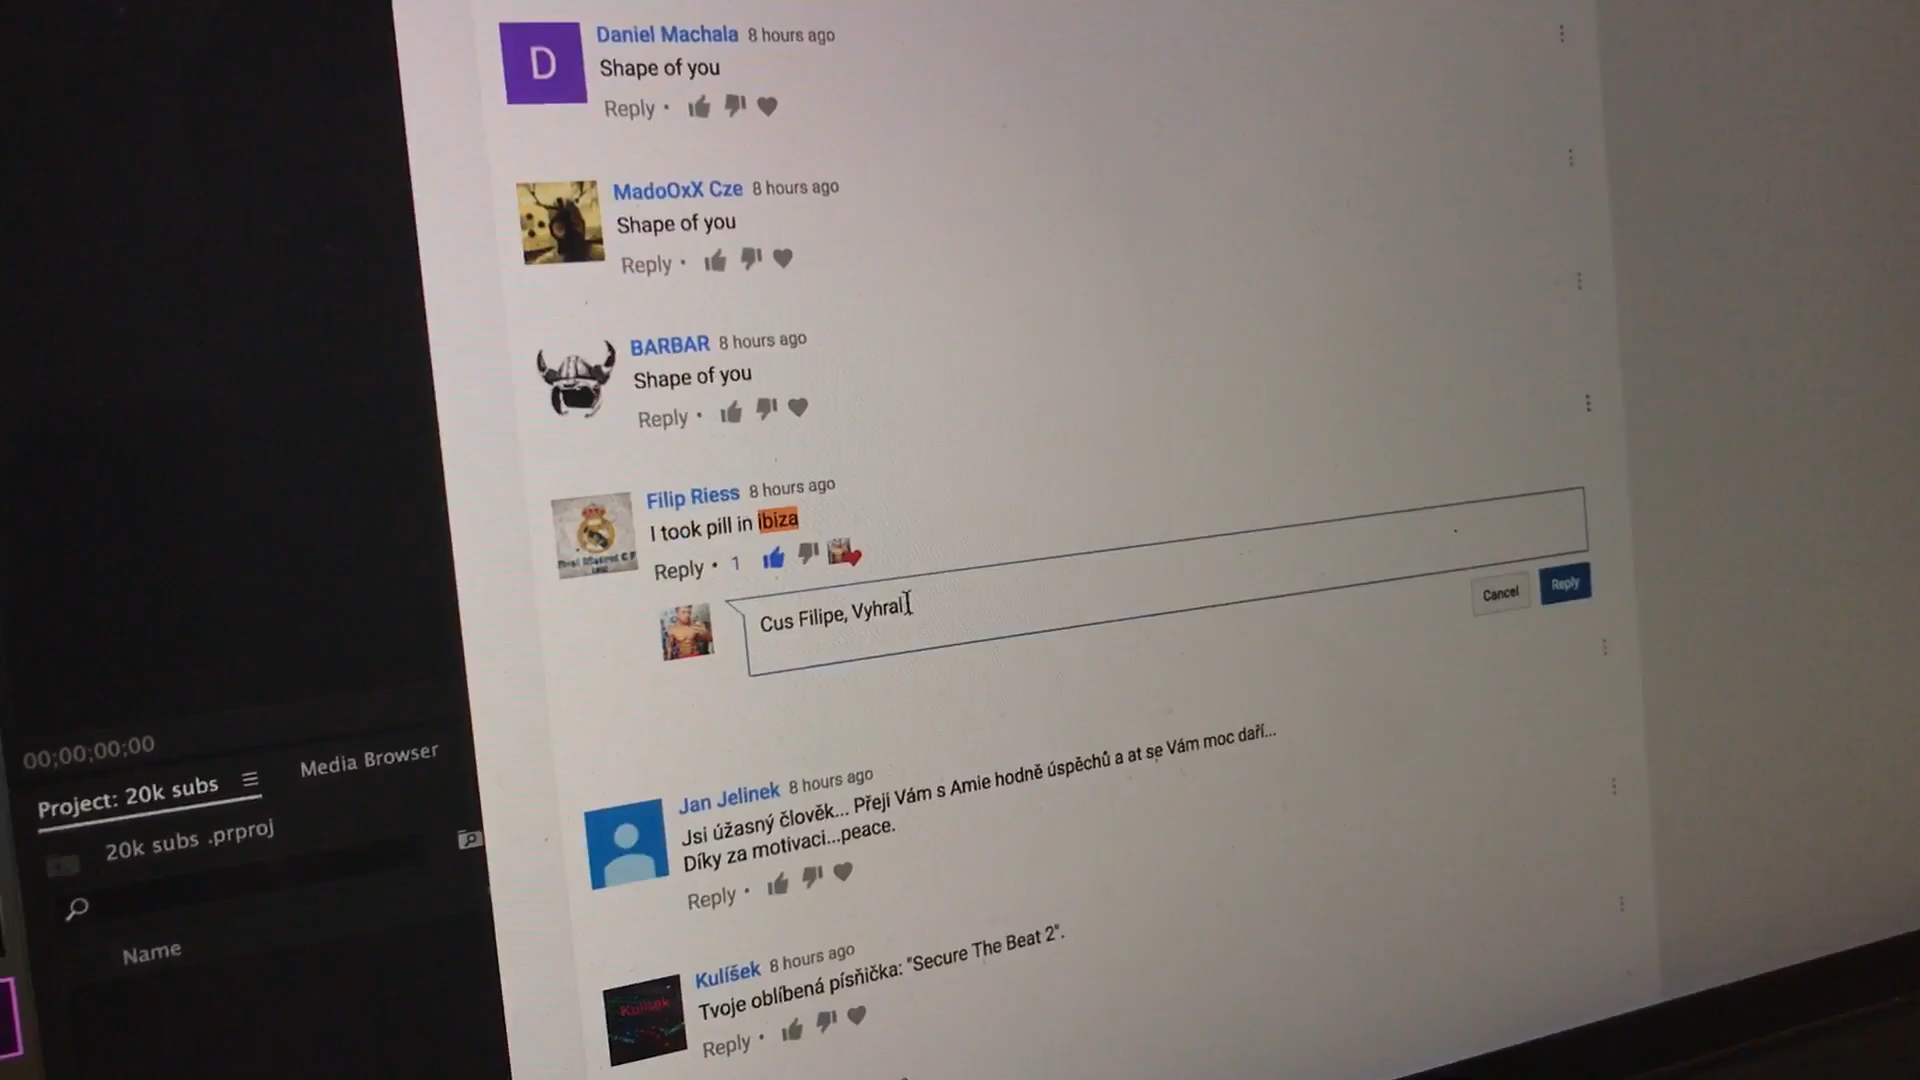 D
Daniel Machala 8 hours ago
Shape of you
Reply •
MadoOxX Cze 8 hours ago
Shape of you
Reply •
BARBAR 8 hours ago
Shape of you
Reply •
Filip Riess 8 hours ago
I took pill in ibiza
Reply • 1
Cus Filipe, Vyhral
Cancel
Reply
Jan Jelinek 8 hours ago
Jsi úžasný člověk... Přeji Vám s Amie hodně úspěchů a at se Vám moc daří...
Díky za motivaci...peace.
Reply •
Kulíšek 8 hours ago
Tvoje oblíbená písňička: "Secure The Beat 2".
Reply •
00;00;00;00
Project: 20k subs
Media Browser
20k subs .prproj
Name